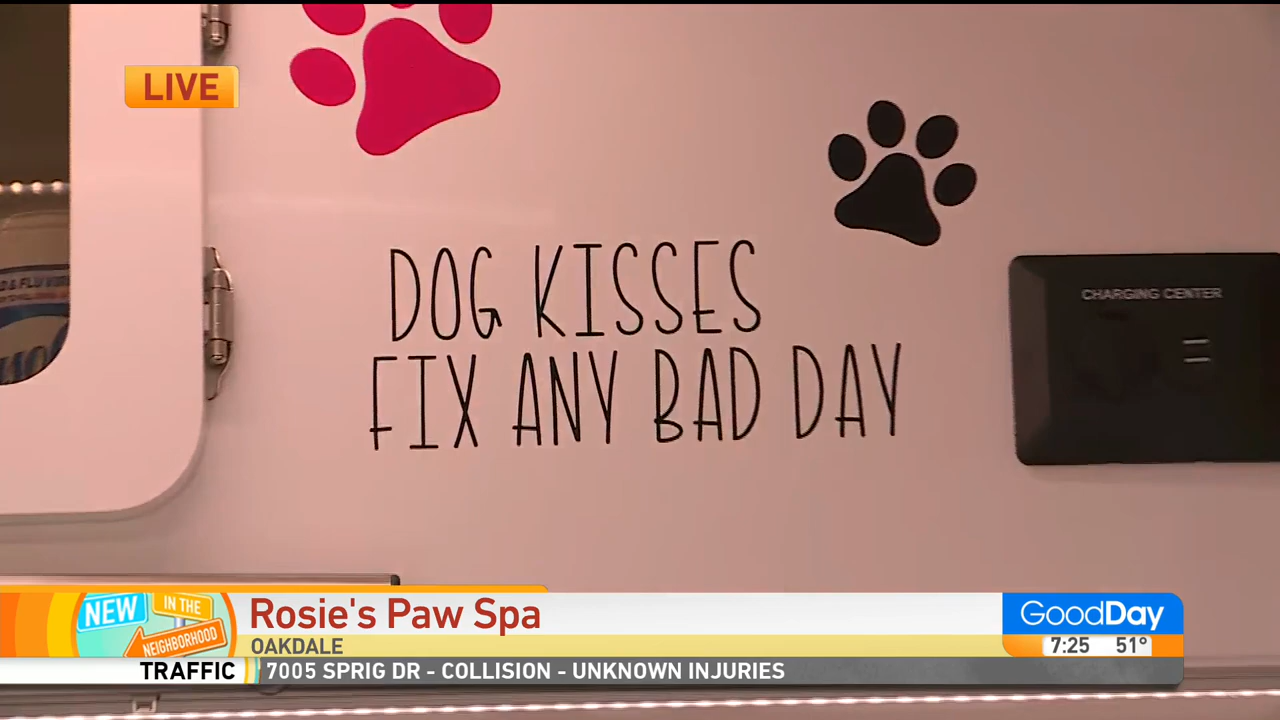 LIVE
CHARGING CENTER
DOG KISSES
FIX ANY BAD DAY
NEW
IN THE
NEIGHBORHOOD
Rosie's Paw Spa
OAKDALE
GoodDay
7:25 51°
TRAFFIC
7005 SPRIG DR - COLLISION - UNKNOWN INJURIES